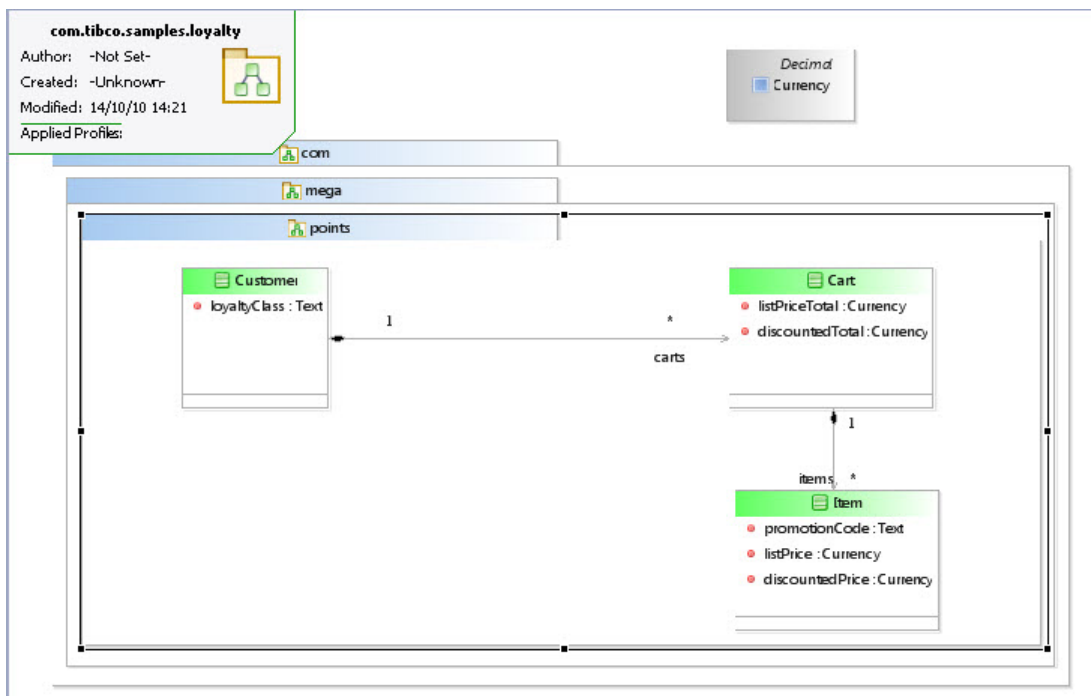 com.tibco.samples.loyalty
Author: -Not Set-
Created: -Unknown-
Modified: 14/10/10 14:21
Applied Profiles:
Decimal
Currency
com
mega
points
Customer
loyaltyClass : Text
1
*
carts
Cart
listPriceTotal : Currency
discountedTotal : Currency
1
items *
Item
promotionCode : Text
listPrice : Currency
discountedPrice : Currency